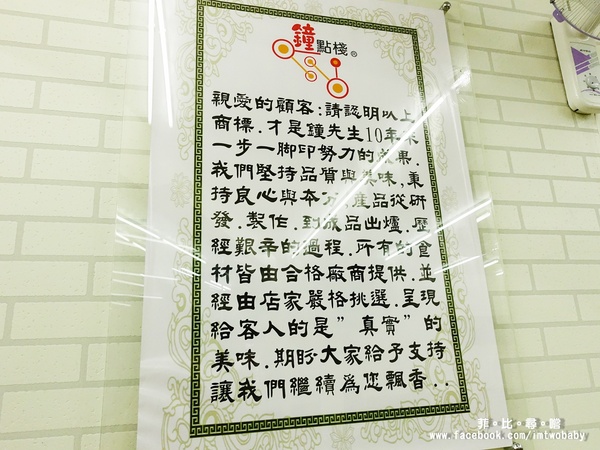 鐘點棧®
親愛的顧客:請認明以上
商標.才是鐘先生10年來
一步一腳印努力的成果.
我們堅持品質與美味,秉
持良心與本分,產品從研
發.製作.到成品出爐.歷
經艱辛的過程.所有的食
材皆由合格廠商提供.並
經由店家嚴格挑選.呈現
給客人的是"真實"的
美味.期盼大家給予支持
讓我們繼續為您飄香..
菲。比。尋。憶
www.facebook.com/imtwobaby